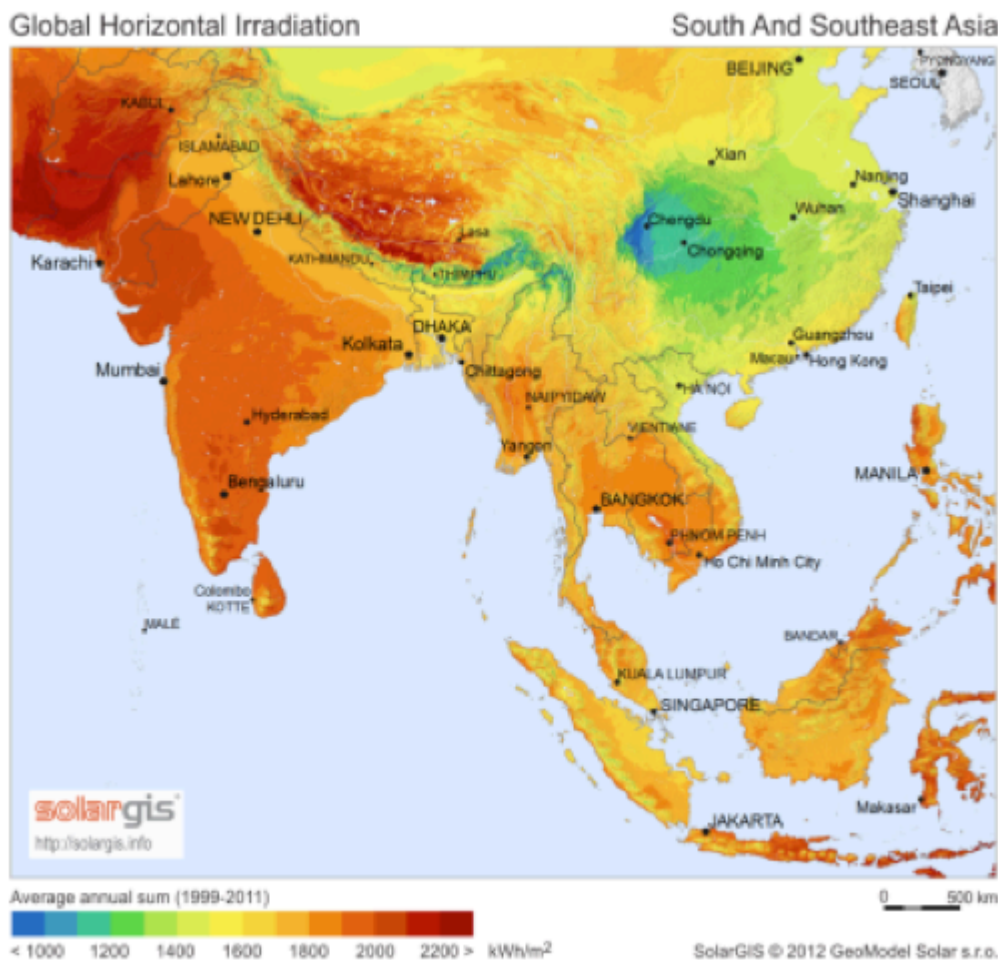 Global Horizontal Irradiation
South And Southeast Asia
BEIJING
PYONGYANG
SEOUL
KABUL
ISLAMABAD
Xian
Lahore
Nanjing
Shanghai
NEW DEHLI
Wuhan
Chengdu
Lasa
Chongqing
Karachi
KATHMANDU
THIMPHU
Taipei
DHAKA
Kolkata
Guangzhou
Macau
Hong Kong
Mumbai
Chittagong
HA'NOI
NAIPYIDAW
Hyderabad
VIENTIANE
Yangon
MANILA
Bengaluru
BANGKOK
PHNOM PENH
Ho Chi Minh City
Colombo
KOTTE
MALE
BANDAR
KUALA LUMPUR
SINGAPORE
Makasar
JAKARTA
solargis
http://solargis.info
Average annual sum (1999-2011)
0 500 km
< 1000 1200 1400 1600 1800 2000 2200 > kWh/m²
SolarGIS © 2012 GeoModel Solar s.r.o.